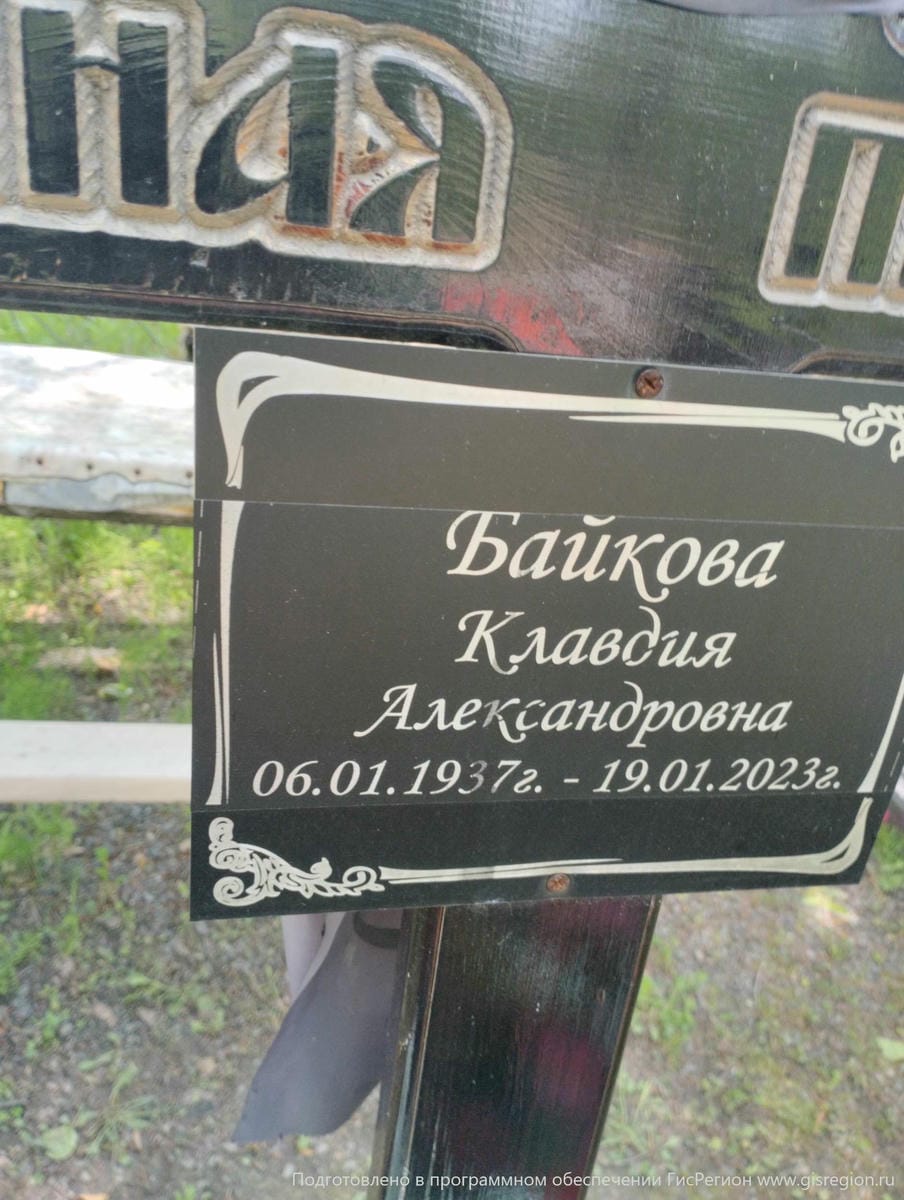 Байкова
Клавдия
Александровна
06.01.1937г. - 19.01.2023г.
Подготовлено в программном обеспечении ГисРегион www.gisregion.ru